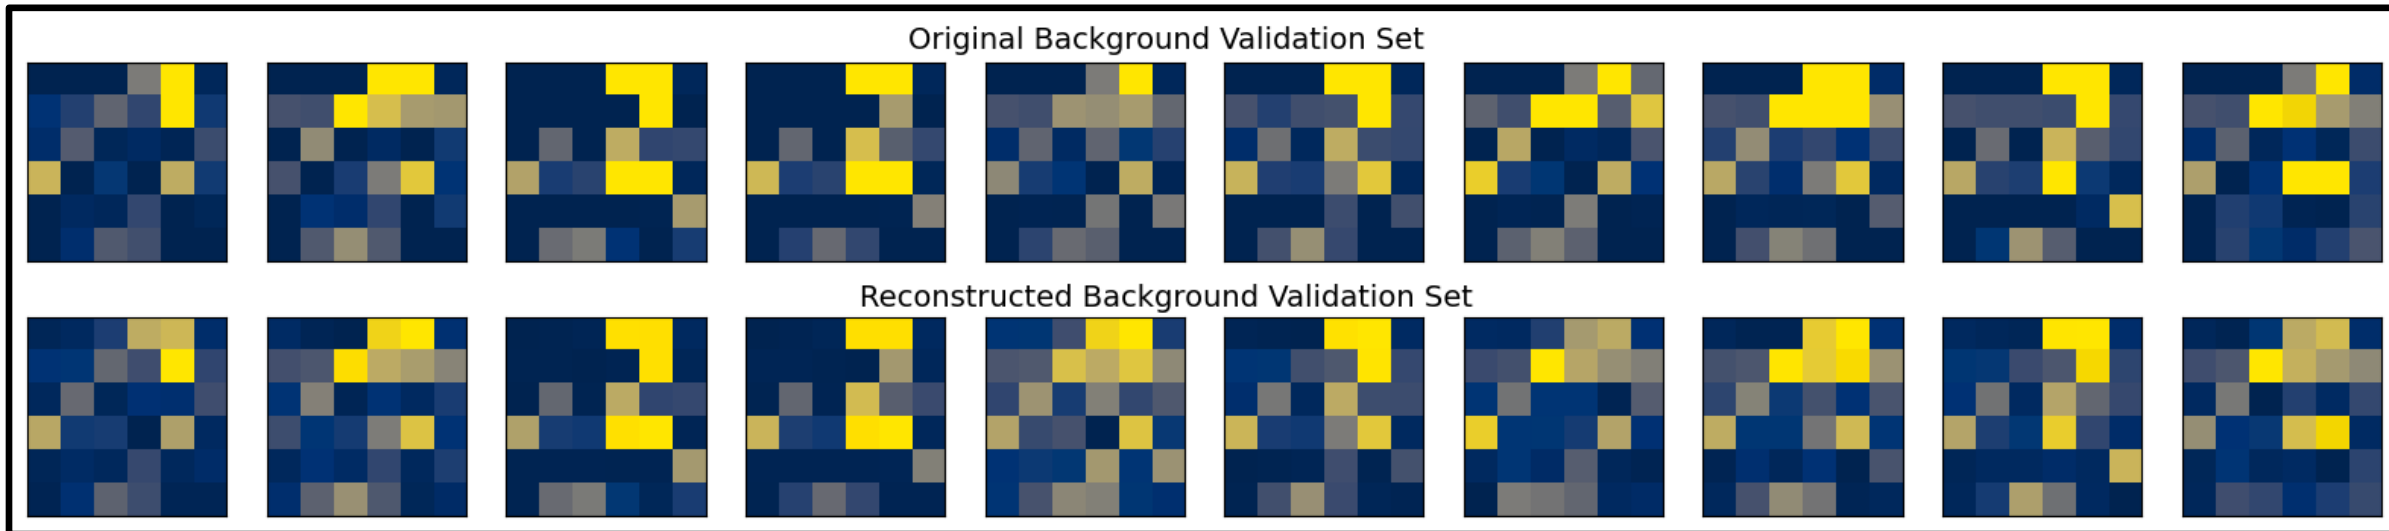 Original Background Validation Set
Reconstructed Background Validation Set